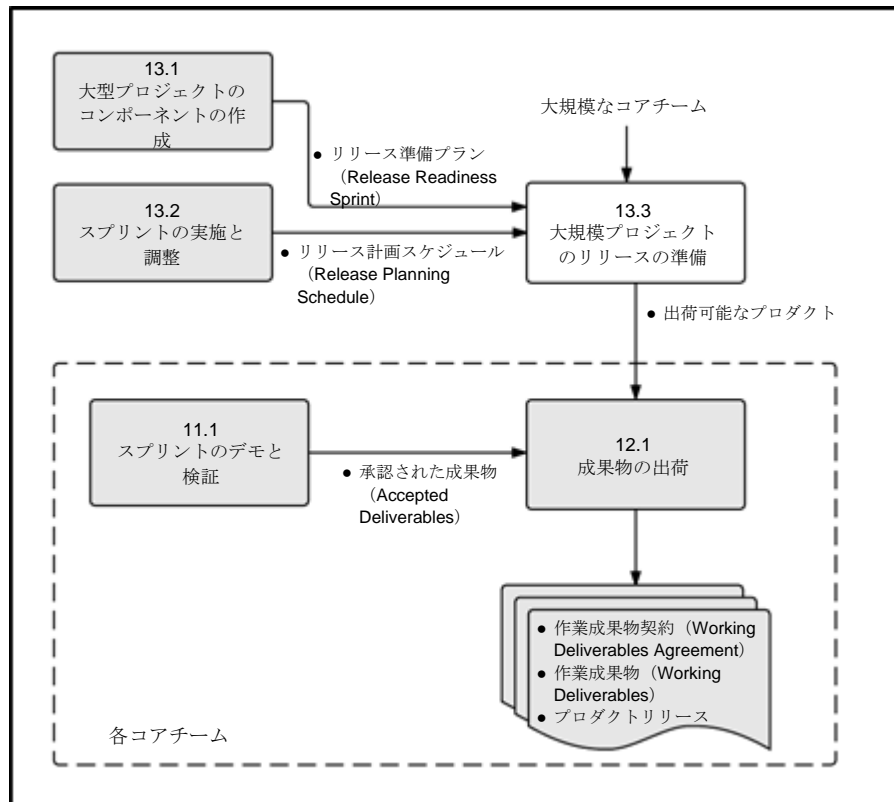 13.1
大型プロジェクトの
コンポーネントの作
成
大規模なコアチーム
● リリース準備プラン
（Release Readiness
Sprint）
13.2
スプリントの実施と
調整
13.3
大規模プロジェクト
のリリースの準備
● リリース計画スケジュール
（Release Planning
Schedule）
● 出荷可能なプロダクト
11.1
スプリントのデモと
検証
12.1
成果物の出荷
● 承認された成果物
（Accepted
Deliverables）
● 作業成果物契約（Working
Deliverables Agreement）
● 作業成果物（Working
Deliverables）
● プロダクトリリース
各コアチーム